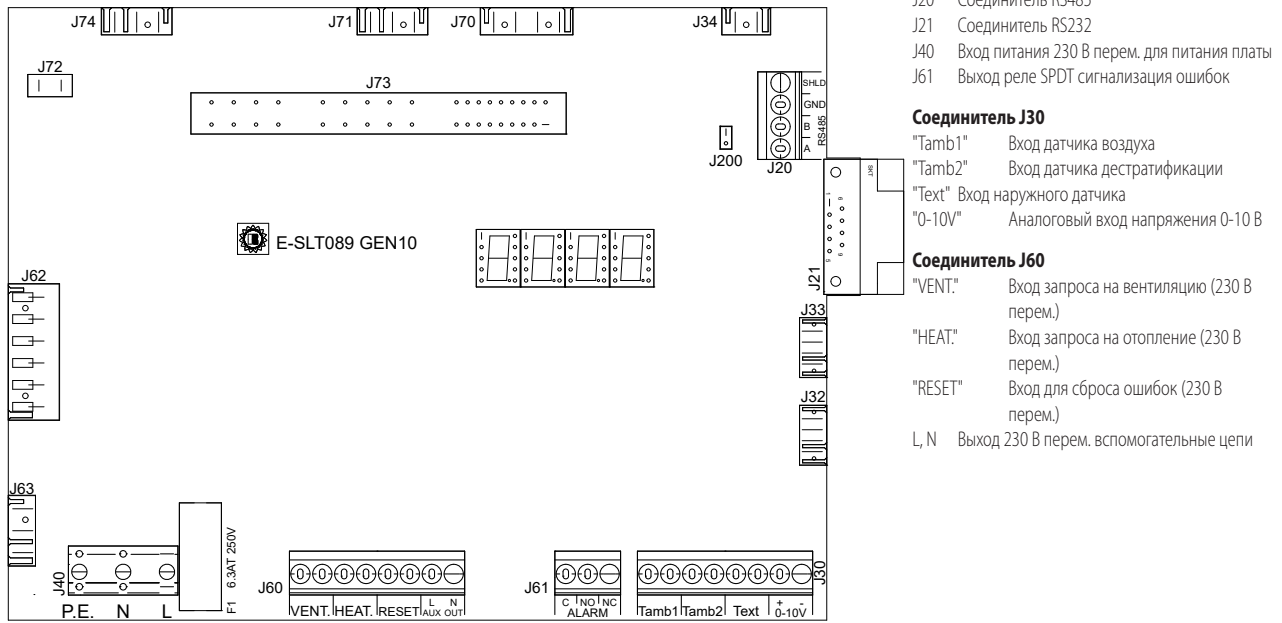 J74
J71
J70
J34
J72
J73
SHLD
GND
B
A
RS485
J200
J20
SKT
1
6
5
9
J21
E-SLT089 GEN10
J62
J33
J32
J63
J40
P.E. N L
F1 6.3AT 250V
J60
VENT. HEAT. RESET L N
AUX OUT
J61
C NO NC
ALARM
J30
Tamb1 Tamb2 Text + -
0-10V
J20 Соединитель RS485
J21 Соединитель RS232
J40 Вход питания 230 В перем. для питания платы
J61 Выход реле SPDT сигнализация ошибок
Соединитель J30
"Tamb1" Вход датчика воздуха
"Tamb2" Вход датчика дестратификации
"Text" Вход наружного датчика
"0-10V" Аналоговый вход напряжения 0-10 В
Соединитель J60
"VENT." Вход запроса на вентиляцию (230 В
перем.)
"HEAT." Вход запроса на отопление (230 В
перем.)
"RESET" Вход для сброса ошибок (230 В
перем.)
L, N Выход 230 В перем. вспомогательные цепи